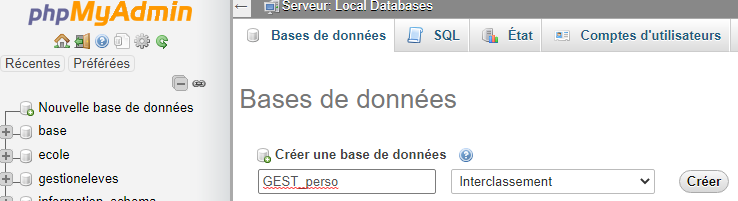 phpMyAdmin
Récentes Préférées
Nouvelle base de données
base
ecole
gestioneleves
information_schema
Serveur: Local Databases
Bases de données SQL État Comptes d'utilisateurs
Bases de données
Créer une base de données
GEST_perso Interclassement Créer